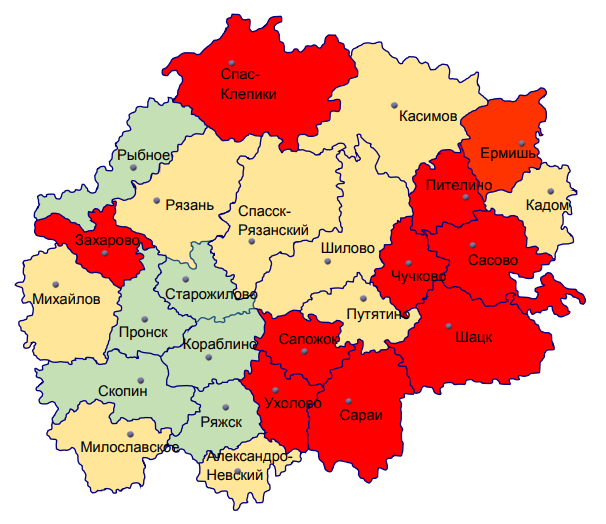 Спас-
Клепики
Касимов
Рыбное
Ермишь
Пителино
Рязань
Кадом
Спасск-
Рязанский
Захарово
Шилово
Сасово
Чучково
Михайлов
Старожилово
Путятино
Пронск
Сапожок
Шацк
Кораблино
Скопин
Ухолово
Сараи
Ряжск
Милославское
Александро-
Невский